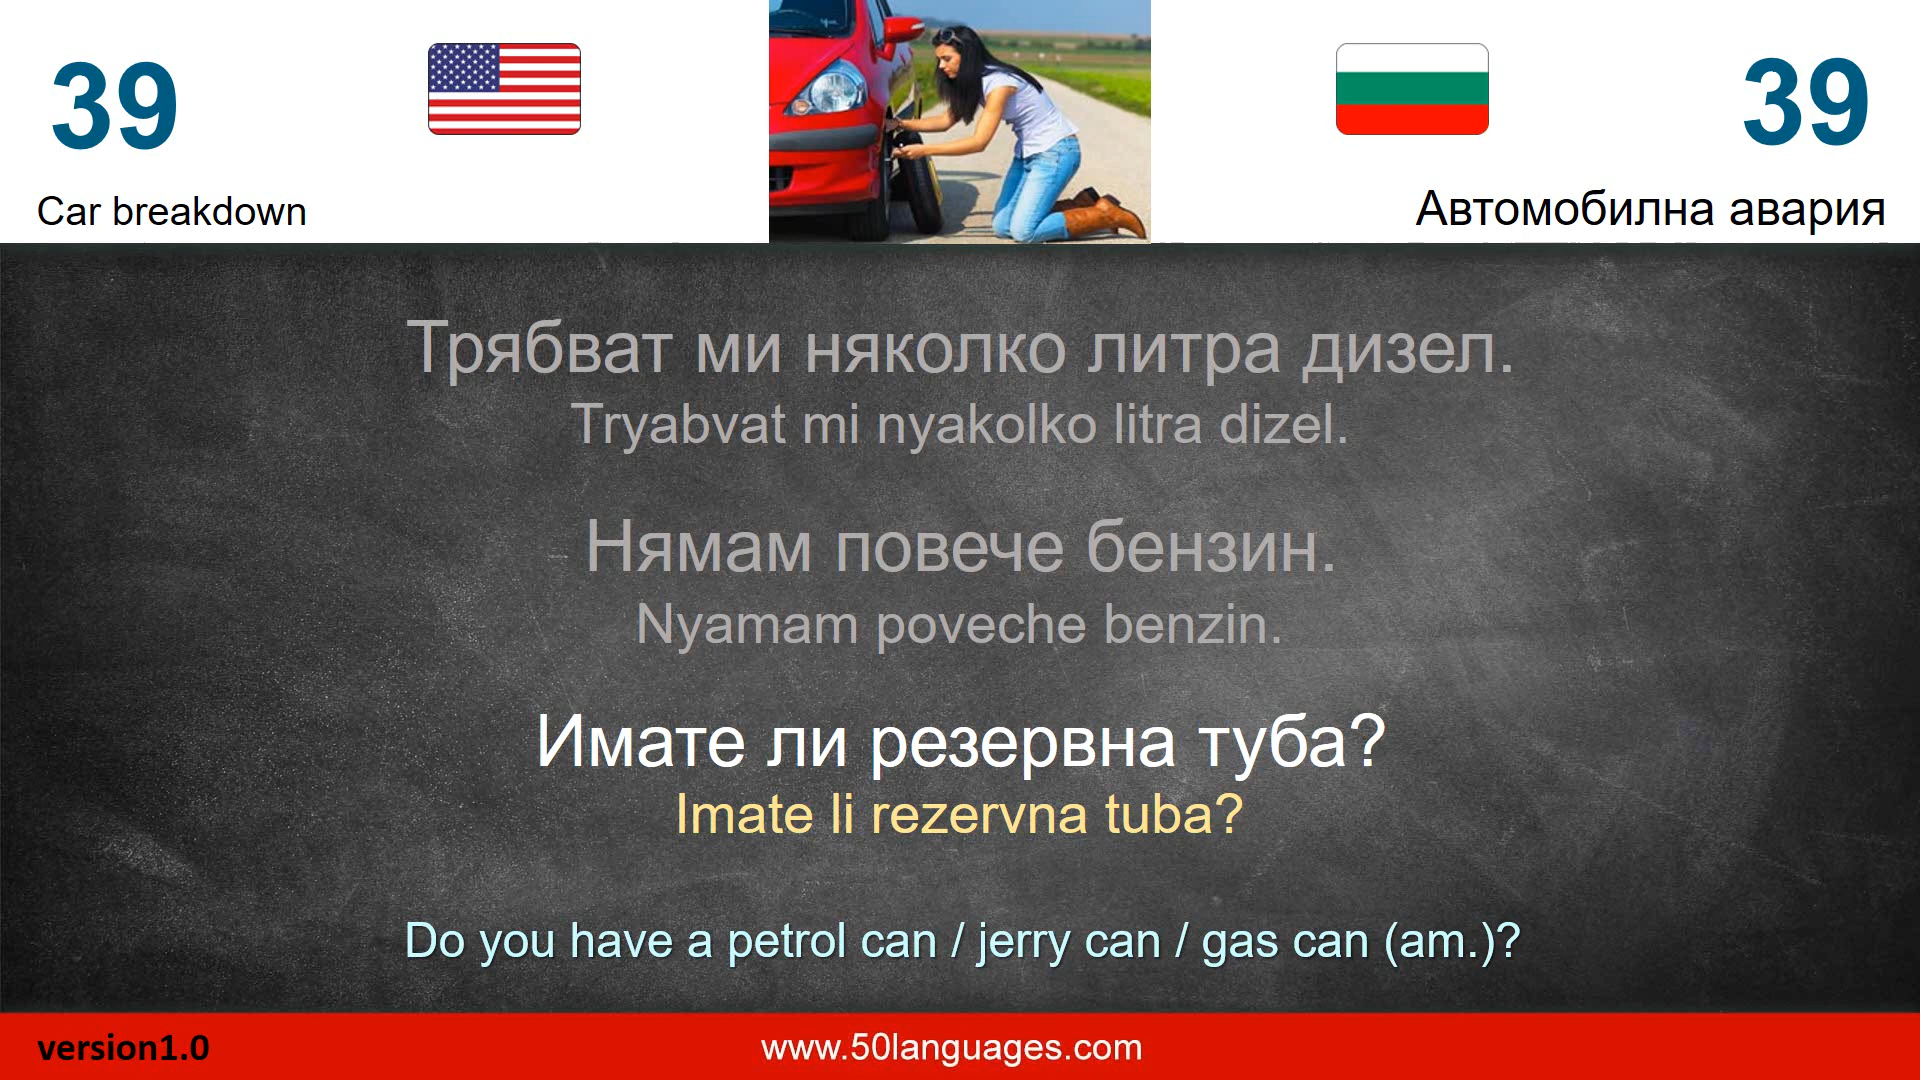 39
39
Car breakdown
Автомобилна авария
Трябват ми няколко литра дизел.
Tryabvat mi nyakolko litra dizel.
Нямам повече бензин.
Nyamam poveche benzin.
Имате ли резервна туба?
Imate li rezervna tuba?
Do you have a petrol can / jerry can / gas can (am.)?
version1.0
www.50languages.com